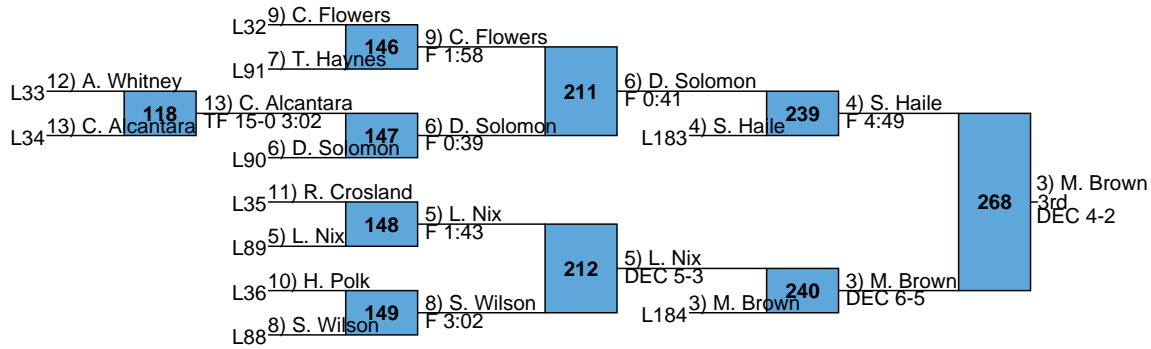 L32 9) C. Flowers
146
9) C. Flowers
F 1:58
L91 7) T. Haynes
L33 12) A. Whitney
118
13) C. Alcantara
TF 15-0 3:02
L34 13) C. Alcantara
147
6) D. Solomon
F 0:39
L90 6) D. Solomon
211
6) D. Solomon
F 0:41
239
4) S. Haile
F 4:49
L183 4) S. Haile
L35 11) R. Crosland
148
5) L. Nix
F 1:43
L89 5) L. Nix
212
5) L. Nix
DEC 5-3
L36 10) H. Polk
149
8) S. Wilson
F 3:02
L88 8) S. Wilson
240
3) M. Brown
DEC 6-5
L184 3) M. Brown
268
3) M. Brown
3rd
DEC 4-2